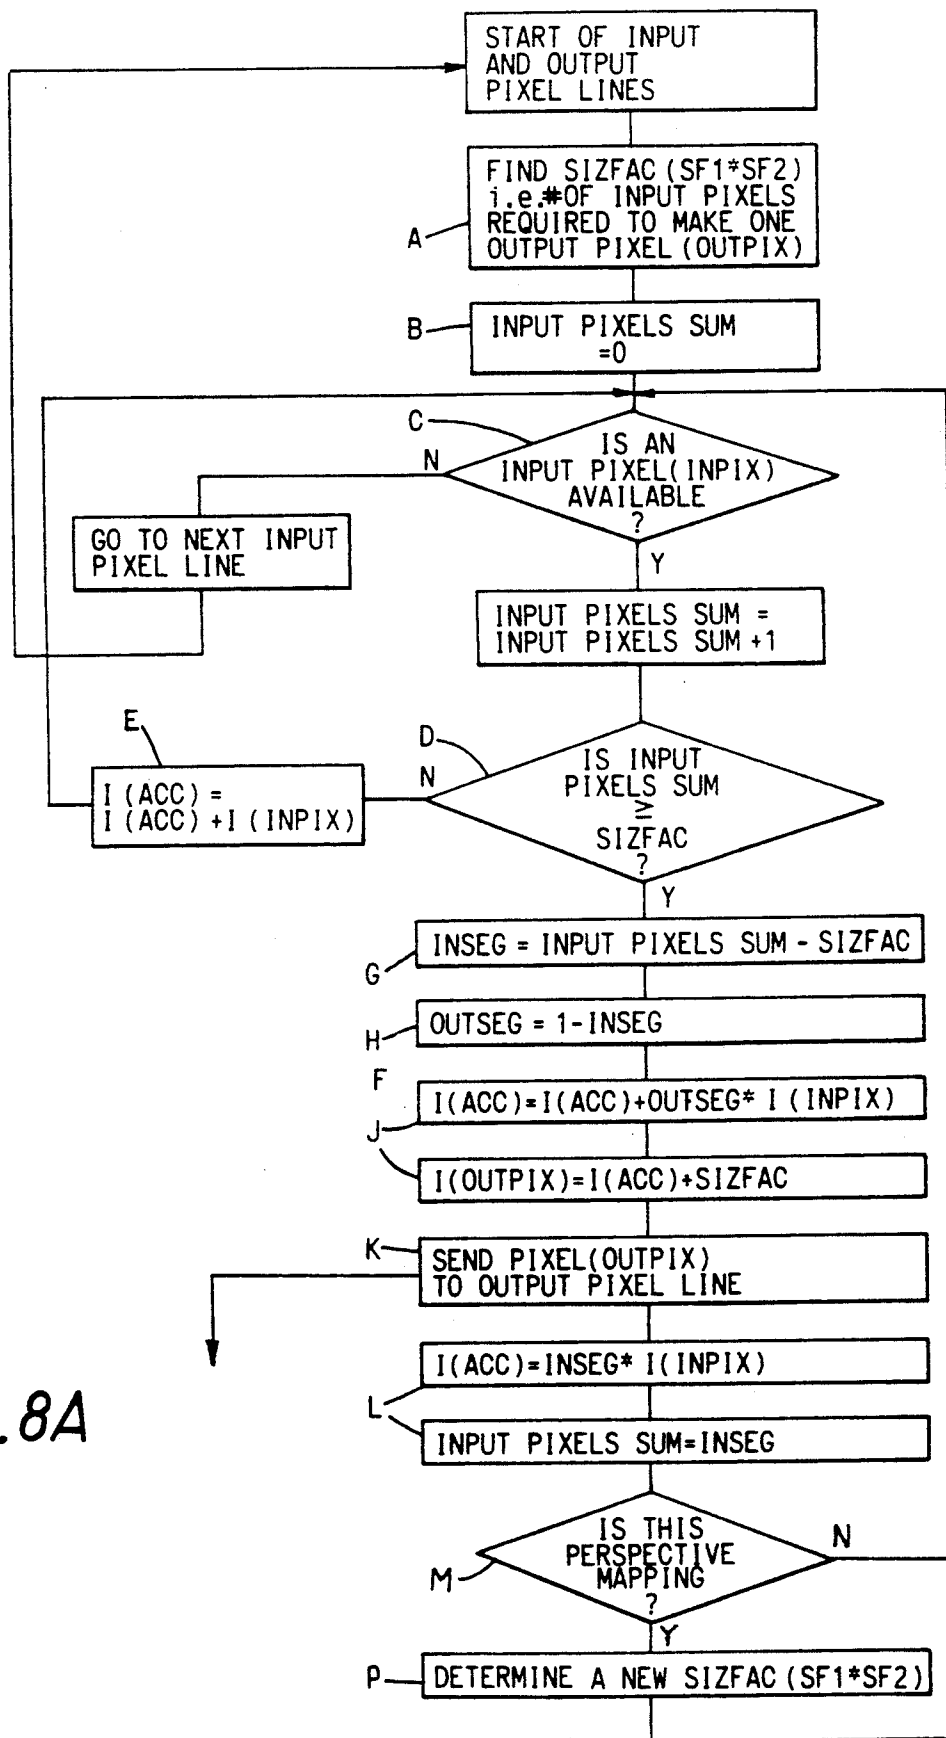 START OF INPUT
AND OUTPUT
PIXEL LINES
FIND SIZFAC (SF1*SF2)
i.e.#OF INPUT PIXELS
REQUIRED TO MAKE ONE
OUTPUT PIXEL (OUTPIX)
A
B
INPUT PIXELS SUM
=0
C
IS AN
INPUT PIXEL(INPIX)
AVAILABLE
?
N
Y
GO TO NEXT INPUT
PIXEL LINE
INPUT PIXELS SUM =
INPUT PIXELS SUM +1
E
D
N
IS INPUT
PIXELS SUM
≥
SIZFAC
?
Y
I (ACC) =
I (ACC) +I (INPIX)
INSEG = INPUT PIXELS SUM - SIZFAC
G
OUTSEG = 1-INSEG
H
F
I(ACC)=I(ACC)+OUTSEG* I (INPIX)
J
I(OUTPIX)=I(ACC)+SIZFAC
K
SEND PIXEL(OUTPIX)
TO OUTPUT PIXEL LINE
I(ACC)=INSEG* I(INPIX)
L
INPUT PIXELS SUM=INSEG
.8A
IS THIS
PERSPECTIVE
MAPPING
?
N
M
Y
P
DETERMINE A NEW SIZFAC (SF1*SF2)